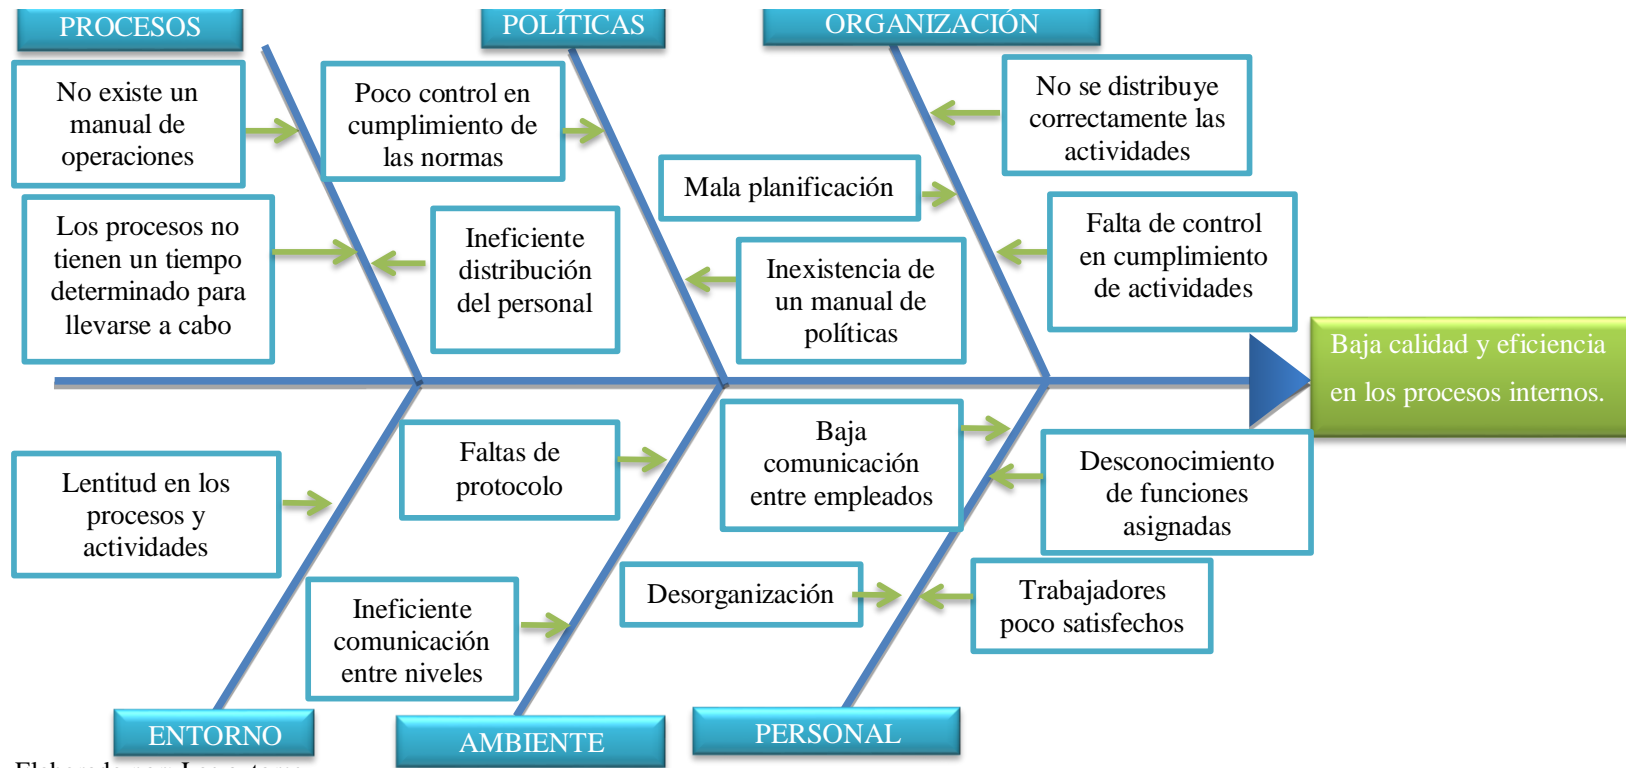 PROCESOS
POLÍTICAS
ORGANIZACIÓN
No existe un
manual de
operaciones
Poco control en
cumplimiento de
las normas
No se distribuye
correctamente las
actividades
Mala planificación
Los procesos no
tienen un tiempo
determinado para
llevarse a cabo
Ineficiente
distribución
del personal
Inexistencia de
un manual de
políticas
Falta de control
en cumplimiento
de actividades
Baja calidad y eficiencia
en los procesos internos.
Lentitud en los
procesos y
actividades
Faltas de
protocolo
Baja
comunicación
entre empleados
Desconocimiento
de funciones
asignadas
Ineficiente
comunicación
entre niveles
Desorganización
Trabajadores
poco satisfechos
ENTORNO
AMBIENTE
PERSONAL